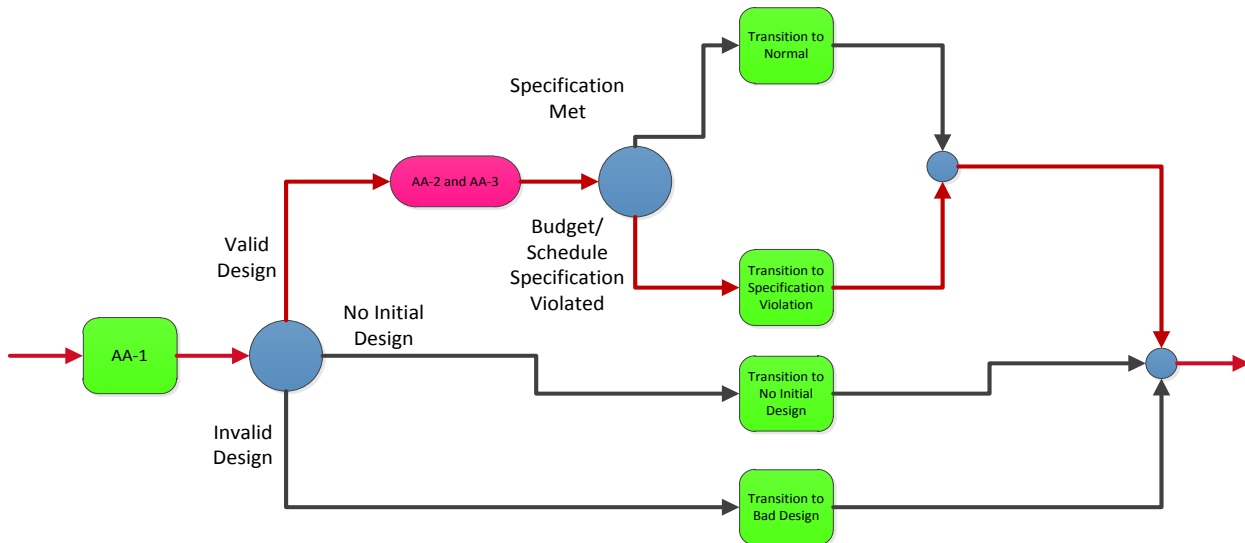 Transition to
Normal
Specification
Met
AA-2 and AA-3
Valid
Design
Budget/
Schedule
Specification
Violated
Transition to
Specification
Violation
No Initial
Design
AA-1
Transition to
No Initial
Design
Invalid
Design
Transition to
Bad Design